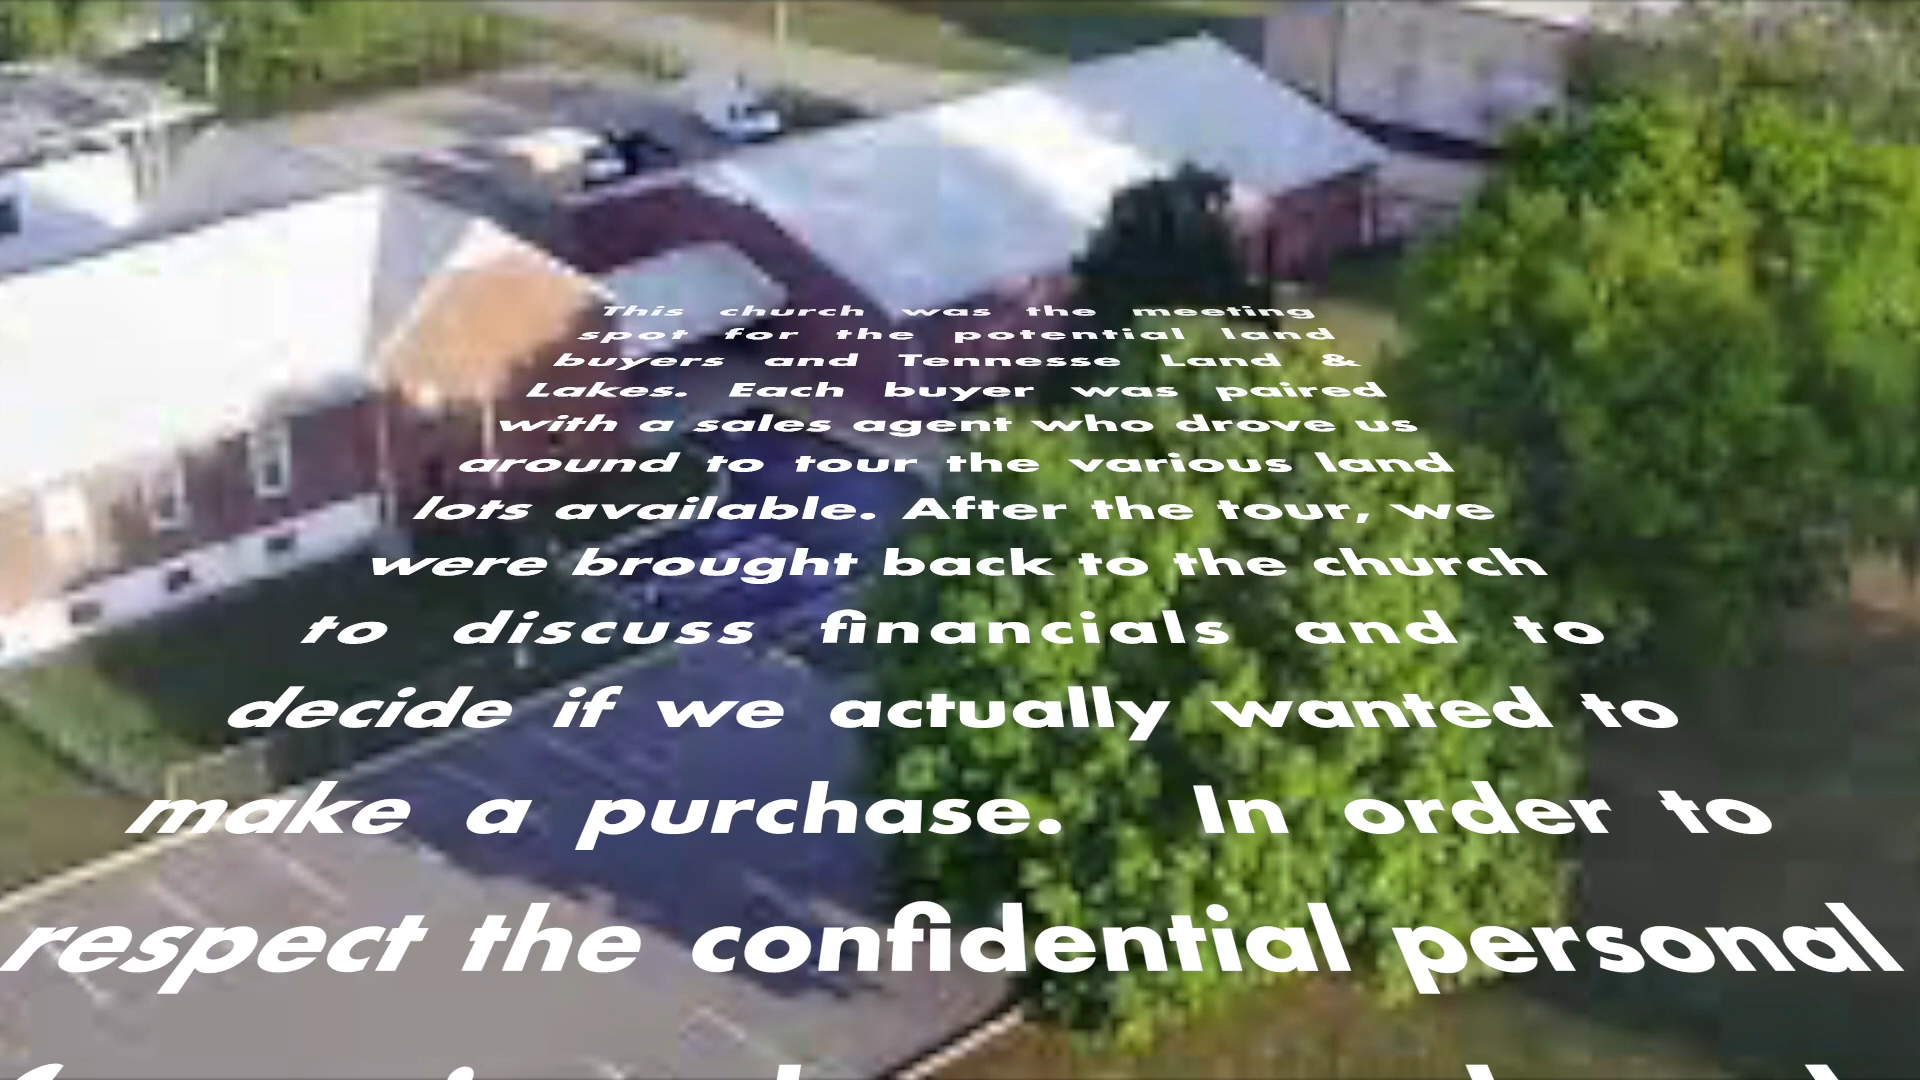 This church was the meeting
spot for the potential land
buyers and Tennesse Land &
Lakes. Each buyer was paired
with a sales agent who drove us
around to tour the various land
lots available. After the tour, we
were brought back to the church
to discuss financials and to
decide if we actually wanted to
make a purchase. In order to
respect the confidential personal